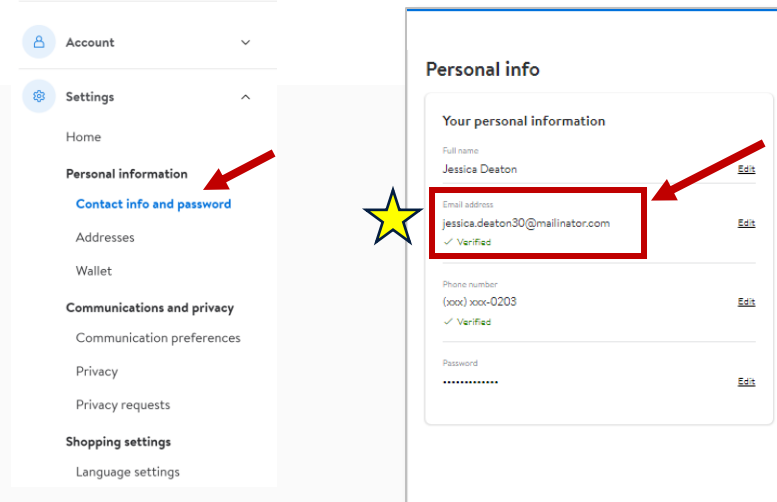 Account
Settings
Home
Personal information
Contact info and password
Addresses
Wallet
Communications and privacy
Communication preferences
Privacy
Privacy requests
Shopping settings
Language settings
Personal info
Your personal information
Full name
Jessica Deaton
Edit
Email address
jessica.deaton30@mailinator.com
Edit
Verified
Phone number
(xxx) xxx-0203
Edit
Verified
Password
•••••••••••••
Edit